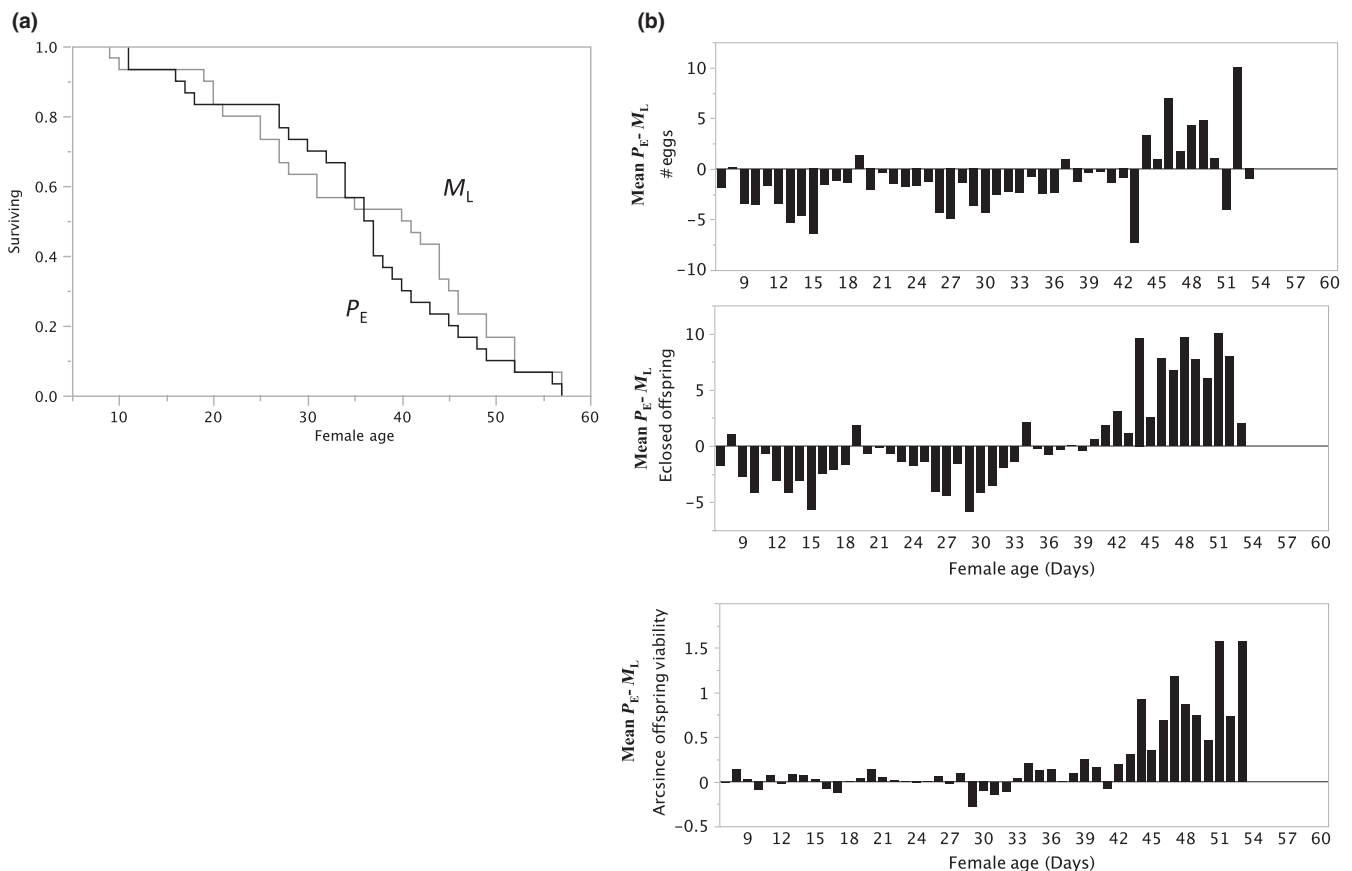 (a)
1.0
0.8
0.6
0.4
0.2
0.0
Surviving
M_L
P_E
10 20 30 40 50 60
Female age
(b)
Mean P_E- M_L
# eggs
10
5
0
−5
−10
9 12 15 18 21 24 27 30 33 36 39 42 45 48 51 54 57 60
Mean P_E- M_L
Eclosed offspring
10
5
0
−5
9 12 15 18 21 24 27 30 33 36 39 42 45 48 51 54 57 60
Female age (Days)
Mean P_E- M_L
Arcsince offspring viability
1.5
1
0.5
0
−0.5
9 12 15 18 21 24 27 30 33 36 39 42 45 48 51 54 57 60
Female age (Days)